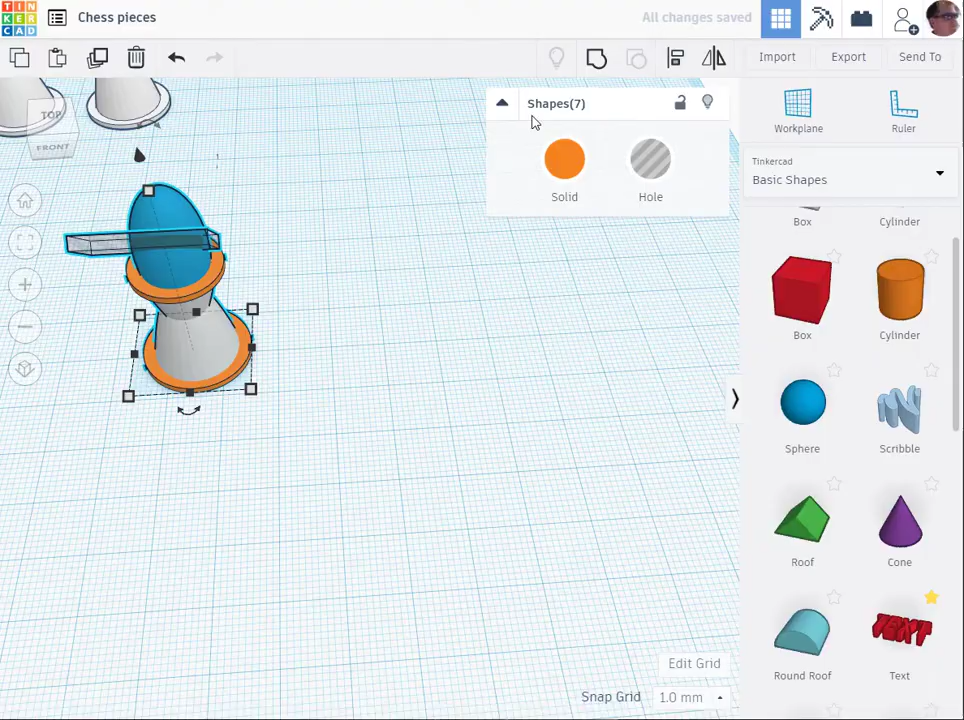 TIN
KER
CAD
Chess pieces
All changes saved
Import
Export
Send To
TOP
FRONT
Shapes(7)
Solid
Hole
Workplane
Ruler
Tinkercad
Basic Shapes
Box
Cylinder
Box
Cylinder
Sphere
Scribble
Roof
Cone
TEXT
Round Roof
Text
Edit Grid
Snap Grid
1.0 mm